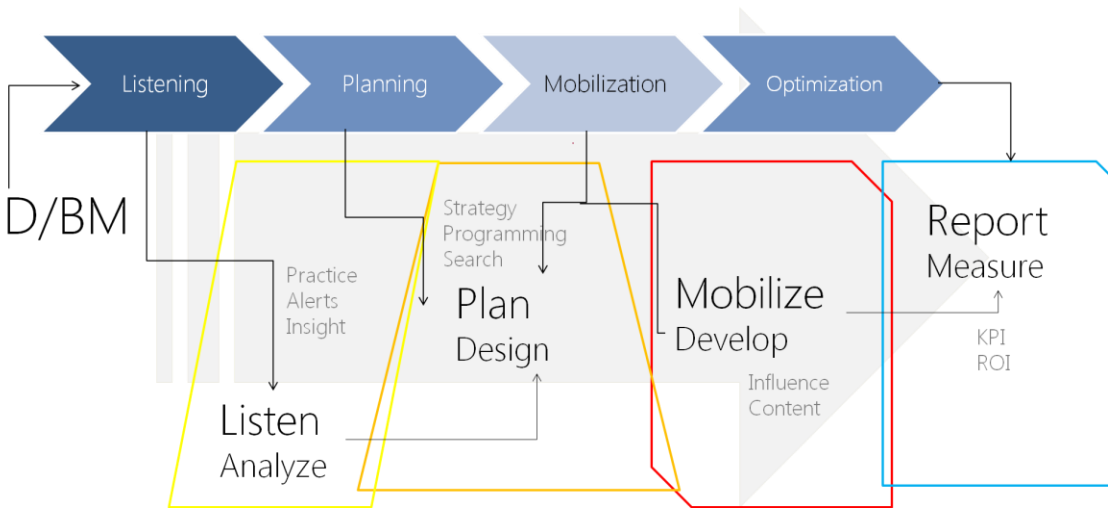 Listening
Planning
Mobilization
Optimization
D/BM
Practice
Alerts
Insight
Listen
Analyze
Strategy
Programming
Search
Plan
Design
Mobilize
Develop
Influence
Content
Report
Measure
KPI
ROI